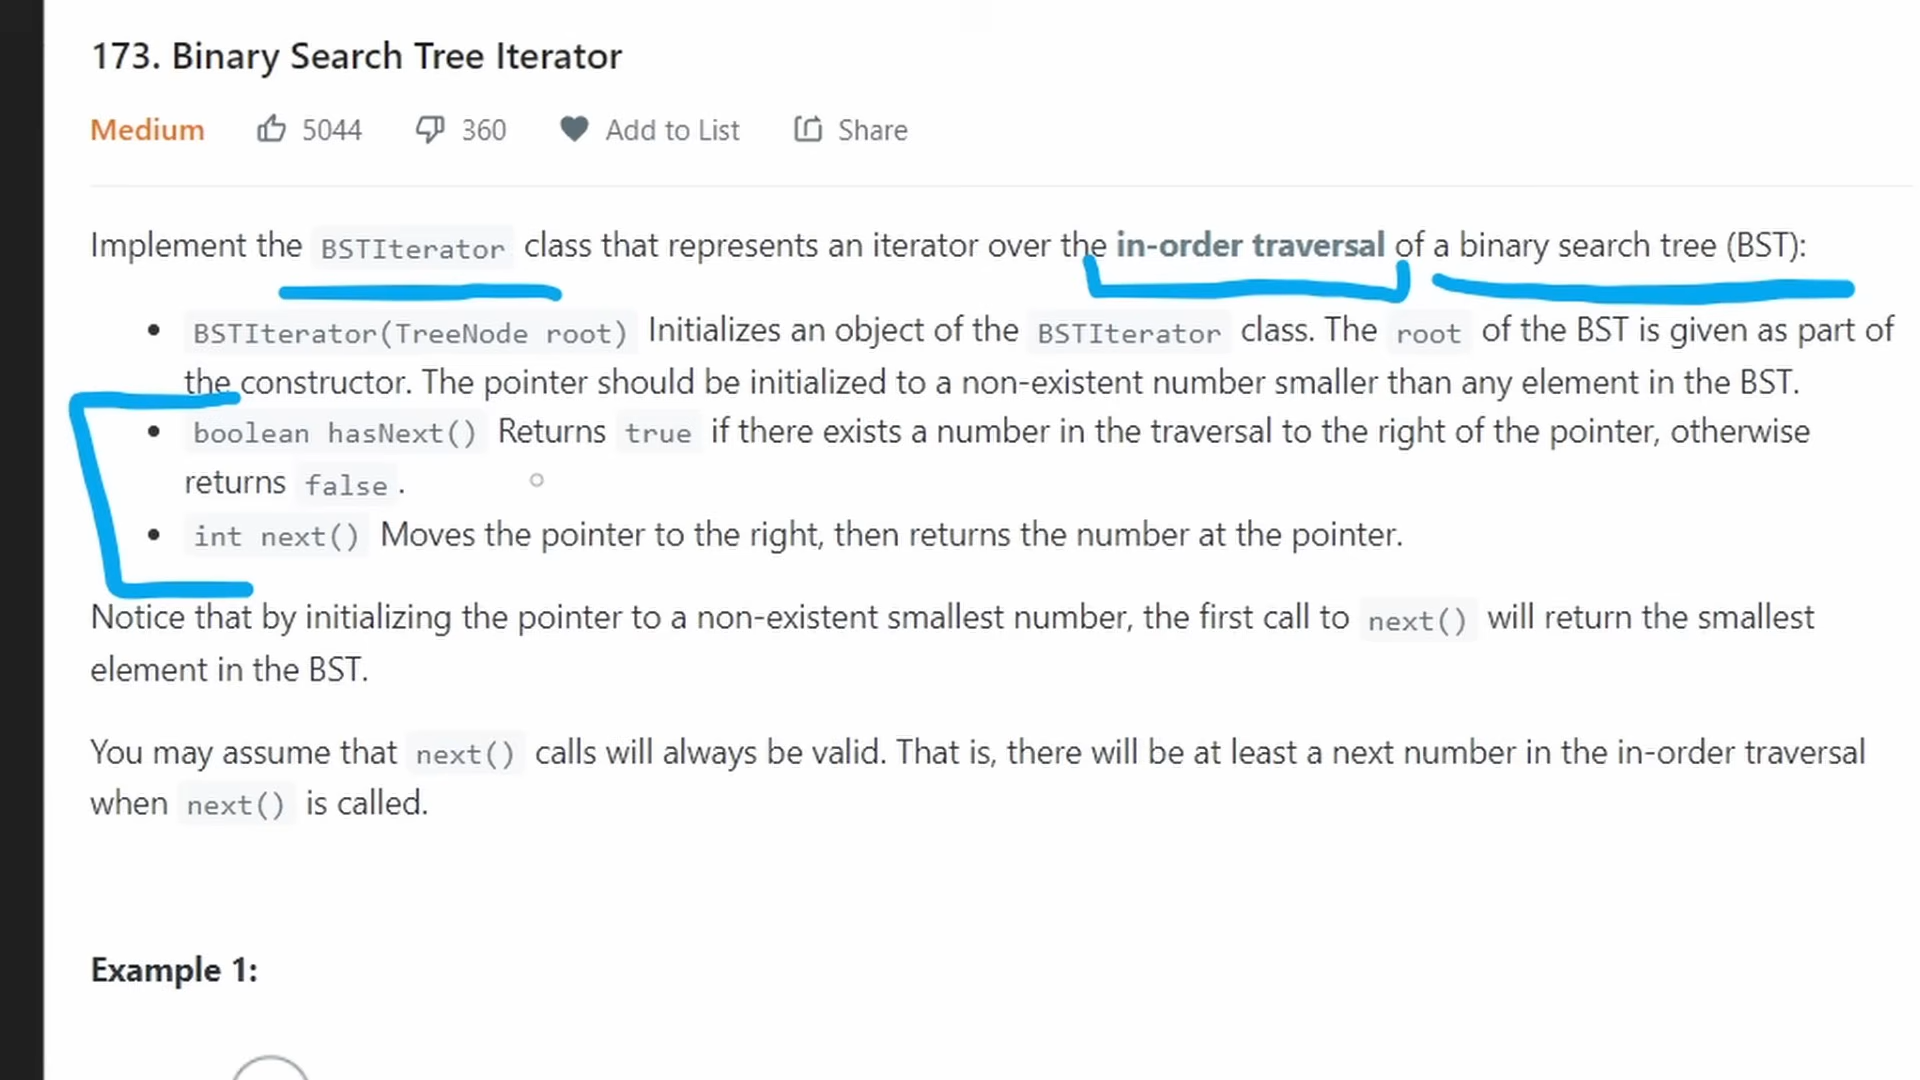 173. Binary Search Tree Iterator
Medium 5044 360 Add to List Share
Implement the BSTIterator class that represents an iterator over the in-order traversal of a binary search tree (BST):
BSTIterator(TreeNode root) Initializes an object of the BSTIterator class. The root of the BST is given as part of
the constructor. The pointer should be initialized to a non-existent number smaller than any element in the BST.
boolean hasNext() Returns true if there exists a number in the traversal to the right of the pointer, otherwise
returns false.
int next() Moves the pointer to the right, then returns the number at the pointer.
Notice that by initializing the pointer to a non-existent smallest number, the first call to next() will return the smallest
element in the BST.
You may assume that next() calls will always be valid. That is, there will be at least a next number in the in-order traversal
when next() is called.
Example 1: